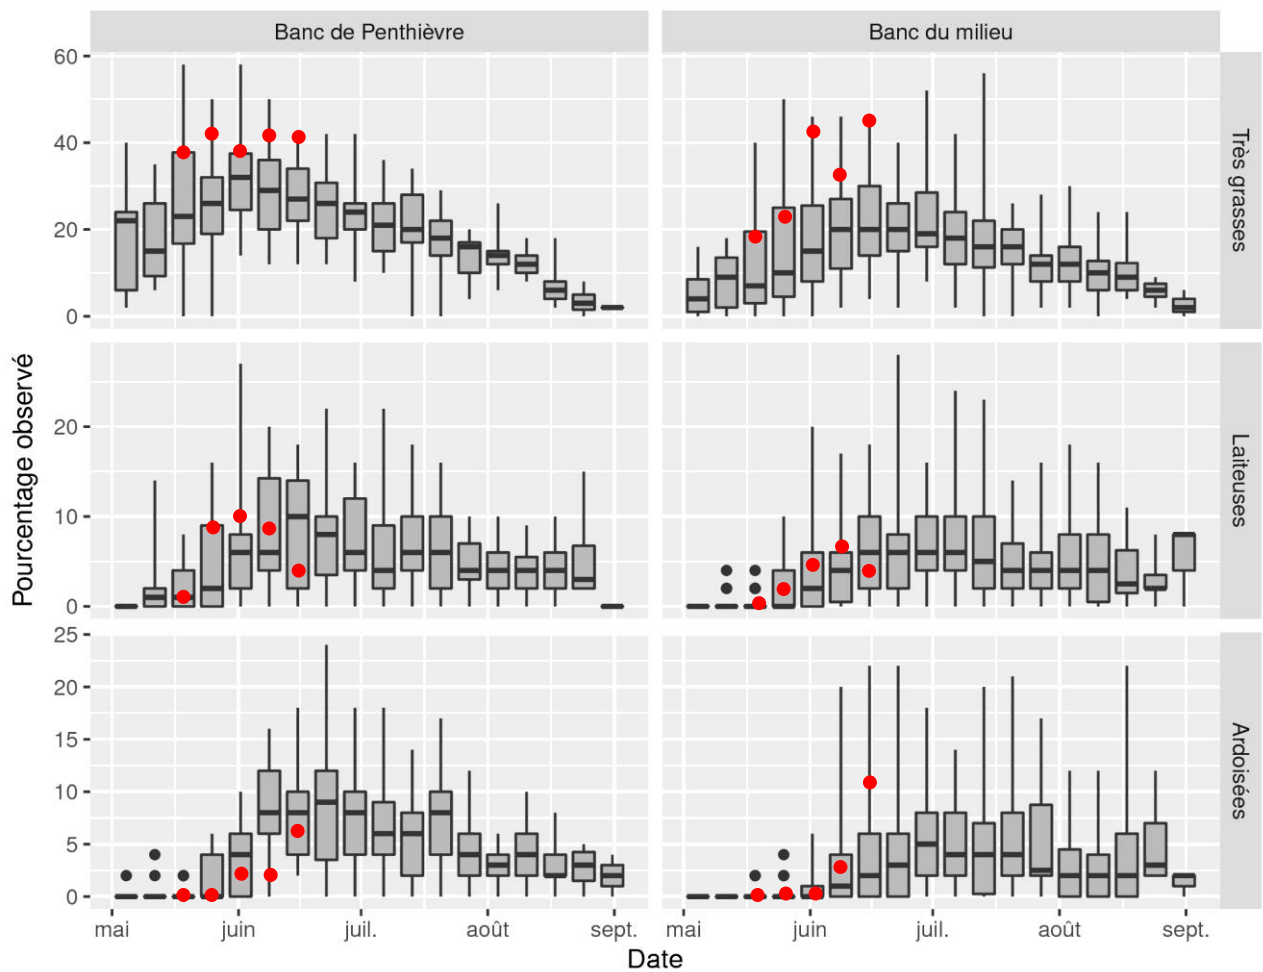 Banc de Penthièvre
Banc du milieu
60
40
20
0
Très grasses
Pourcentage observé
20
10
0
Laiteuses
25
20
15
10
5
0
Ardoisées
mai
juin
juil.
août
sept.
mai
juin
juil.
août
sept.
Date